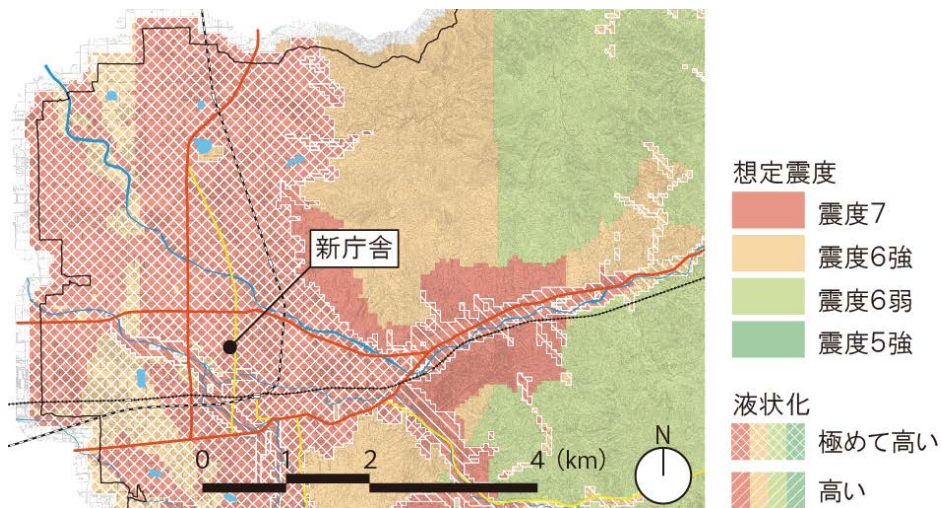 新庁舎
0
1
2
4 (km)
N
想定震度
震度7
震度6強
震度6弱
震度5強
液状化
極めて高い
高い